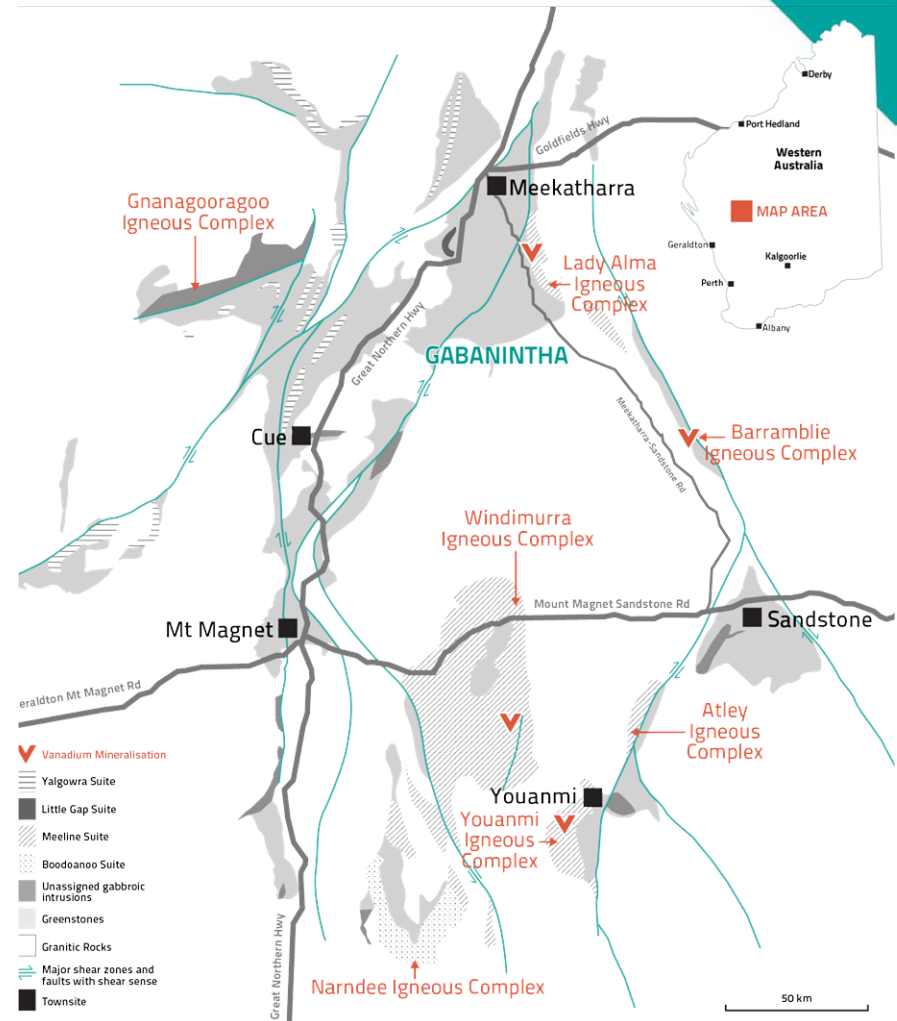 Derby
Port Hedland
Western
Australia
MAP AREA
Geraldton
Kalgoorlie
Perth
Albany
Goldfields Hwy
Meekatharra
Gnanagooragoo
Igneous Complex
Lady Alma
Igneous
Complex
Great Northern Hwy
GABANINTHA
Meekatharra-Sandstone Rd
Cue
Barramblie
Igneous Complex
Windimurra
Igneous Complex
Mount Magnet Sandstone Rd
Mt Magnet
Sandstone
eraldton Mt Magnet Rd
Atley
Igneous
Complex
Youanmi
Youanmi
Igneous
Complex
Narndee Igneous Complex
Great Northern Hwy
Vanadium Mineralisation
Yalgowra Suite
Little Gap Suite
Meeline Suite
Boodoanoo Suite
Unassigned gabbroic
intrusions
Greenstones
Granitic Rocks
Major shear zones and
faults with shear sense
Townsite
50 km